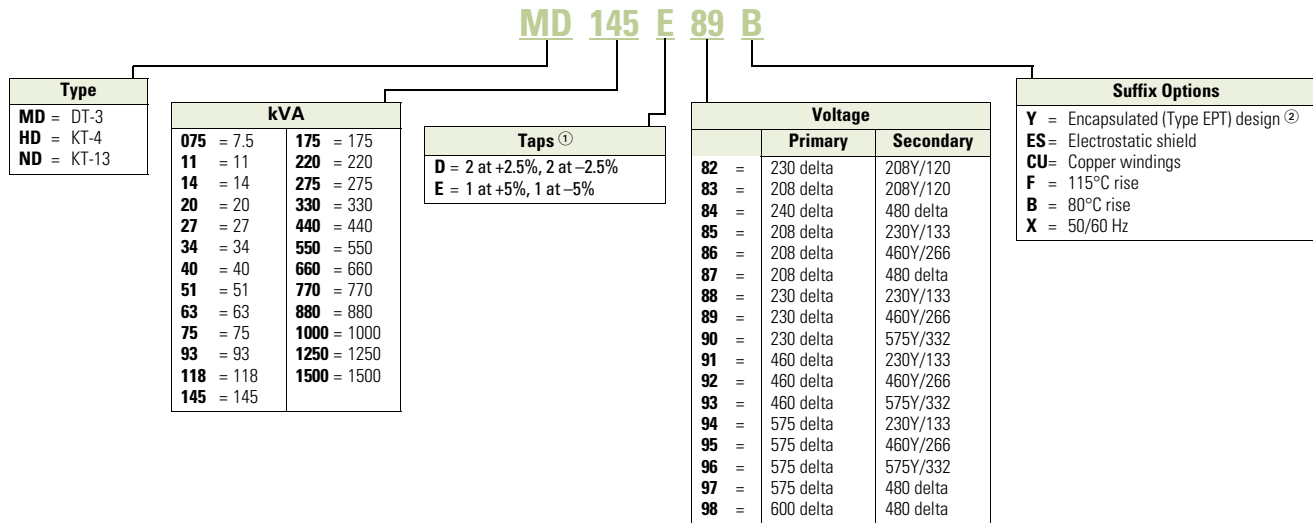 MD 145 E 89 B
Type
MD = DT-3
HD = KT-4
ND = KT-13
kVA
075 = 7.5 175 = 175
11 = 11 220 = 220
14 = 14 275 = 275
20 = 20 330 = 330
27 = 27 440 = 440
34 = 34 550 = 550
40 = 40 660 = 660
51 = 51 770 = 770
63 = 63 880 = 880
75 = 75 1000 = 1000
93 = 93 1250 = 1250
118 = 118 1500 = 1500
145 = 145
Taps ①
D = 2 at +2.5%, 2 at –2.5%
E = 1 at +5%, 1 at –5%
Voltage
Primary Secondary
82 = 230 delta 208Y/120
83 = 208 delta 208Y/120
84 = 240 delta 480 delta
85 = 208 delta 230Y/133
86 = 208 delta 460Y/266
87 = 208 delta 480 delta
88 = 230 delta 230Y/133
89 = 230 delta 460Y/266
90 = 230 delta 575Y/332
91 = 460 delta 230Y/133
92 = 460 delta 460Y/266
93 = 460 delta 575Y/332
94 = 575 delta 230Y/133
95 = 575 delta 460Y/266
96 = 575 delta 575Y/332
97 = 575 delta 480 delta
98 = 600 delta 480 delta
Suffix Options
Y = Encapsulated (Type EPT) design ②
ES = Electrostatic shield
CU = Copper windings
F = 115°C rise
B = 80°C rise
X = 50/60 Hz